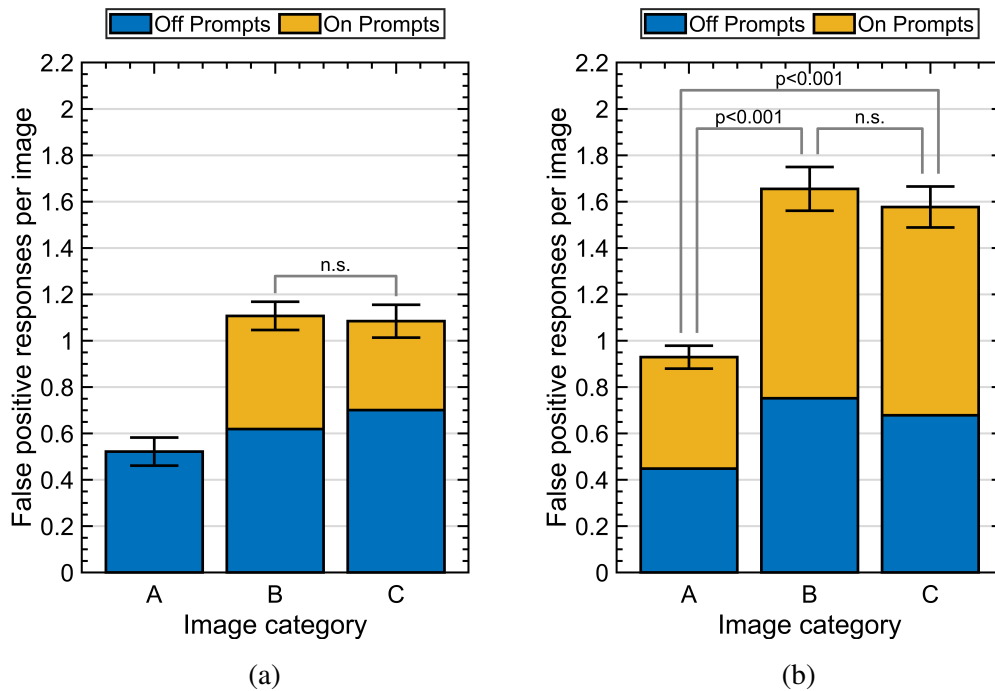 Off Prompts On Prompts
2.2
2
1.8
1.6
1.4
1.2
1
0.8
0.6
0.4
0.2
0
False positive responses per image
n.s.
A B C
Image category
(a)
Off Prompts On Prompts
2.2
2
1.8
1.6
1.4
1.2
1
0.8
0.6
0.4
0.2
0
False positive responses per image
p<0.001
p<0.001 n.s.
A B C
Image category
(b)